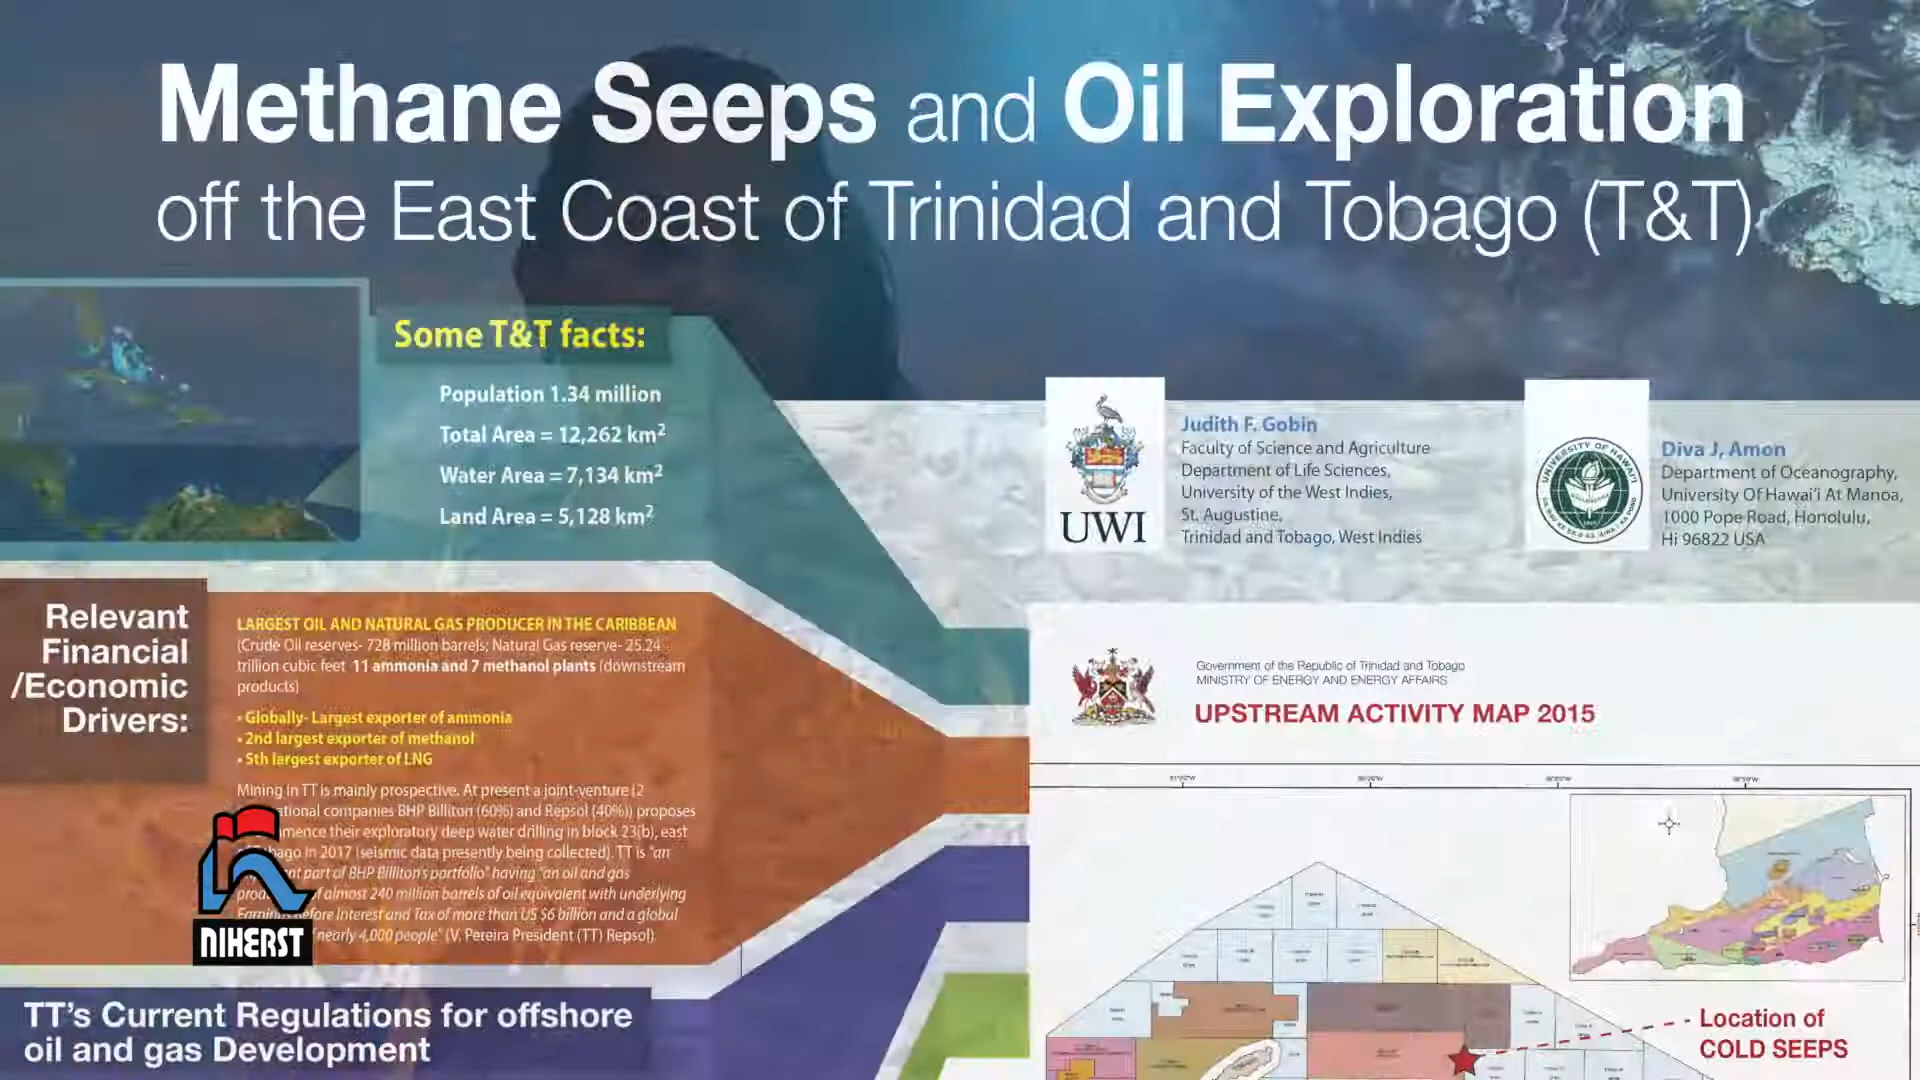 Methane Seeps and Oil Exploration
off the East Coast of Trinidad and Tobago (T&T)
Some T&T facts:
Population 1.34 million
Total Area = 12,262 km2
Water Area = 7,134 km2
Land Area = 5,128 km2
UWI
Judith F. Gobin
Faculty of Science and Agriculture
Department of Life Sciences,
University of the West Indies,
St. Augustine,
Trinidad and Tobago, West Indies
Diva J, Amon
Department of Oceanography,
University Of Hawai'i At Manoa,
1000 Pope Road, Honolulu,
Hi 96822 USA
Relevant
Financial
/Economic
Drivers:
LARGEST OIL AND NATURAL GAS PRODUCER IN THE CARIBBEAN
(Crude Oil reserves- 728 million barrels; Natural Gas reserve- 25.24
trillion cubic feet 11 ammonia and 7 methanol plants (downstream
products)
• Globally- Largest exporter of ammonia
• 2nd largest exporter of methanol
• 5th largest exporter of LNG
Mining in TT is mainly prospective. At present a joint-venture (2
companies BHP Billiton (60%) and Repsol (40%)) proposes
their exploratory deep water drilling in block 23(b), east
in 2017 (seismic data presently being collected). TT is "an
part of BHP Billiton's portfolio" having "an oil and gas
of almost 240 million barrels of oil equivalent with underlying
before Interest and Tax of more than US $6 billion and a global
nearly 4,000 people" (V. Pereira President (TT) Repsol).
NIHERST
TT's Current Regulations for offshore
oil and gas Development
Government of the Republic of Trinidad and Tobago
MINISTRY OF ENERGY AND ENERGY AFFAIRS
UPSTREAM ACTIVITY MAP 2015
Location of
COLD SEEPS